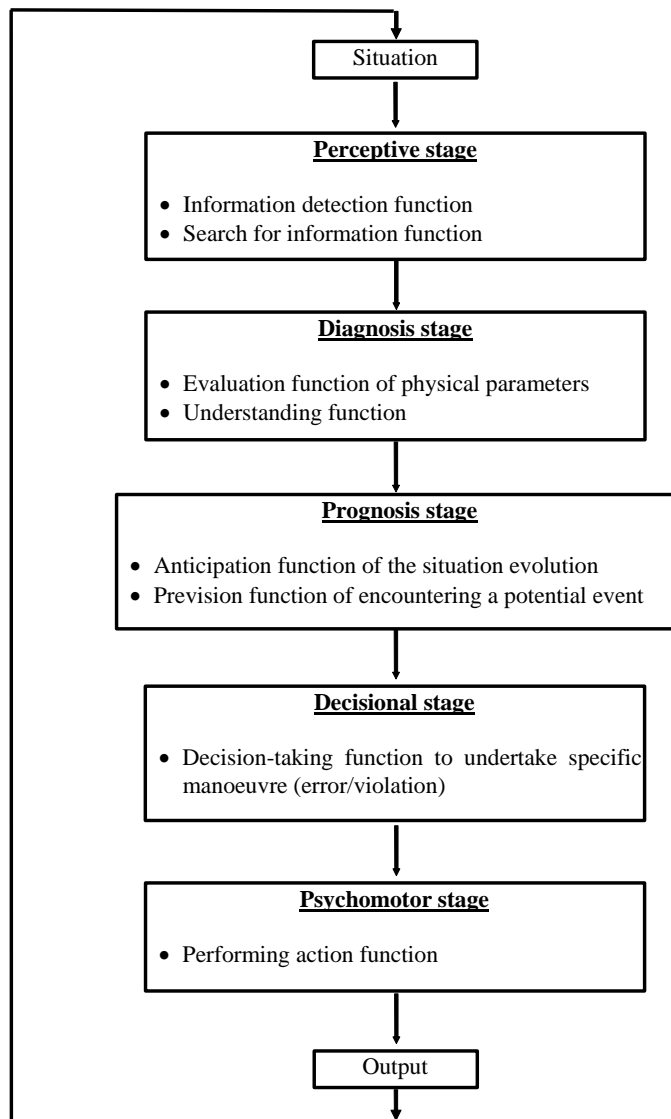 Situation
Perceptive stage
• Information detection function
• Search for information function
Diagnosis stage
• Evaluation function of physical parameters
• Understanding function
Prognosis stage
• Anticipation function of the situation evolution
• Prevision function of encountering a potential event
Decisional stage
• Decision-taking function to undertake specific
manoeuvre (error/violation)
Psychomotor stage
• Performing action function
Output